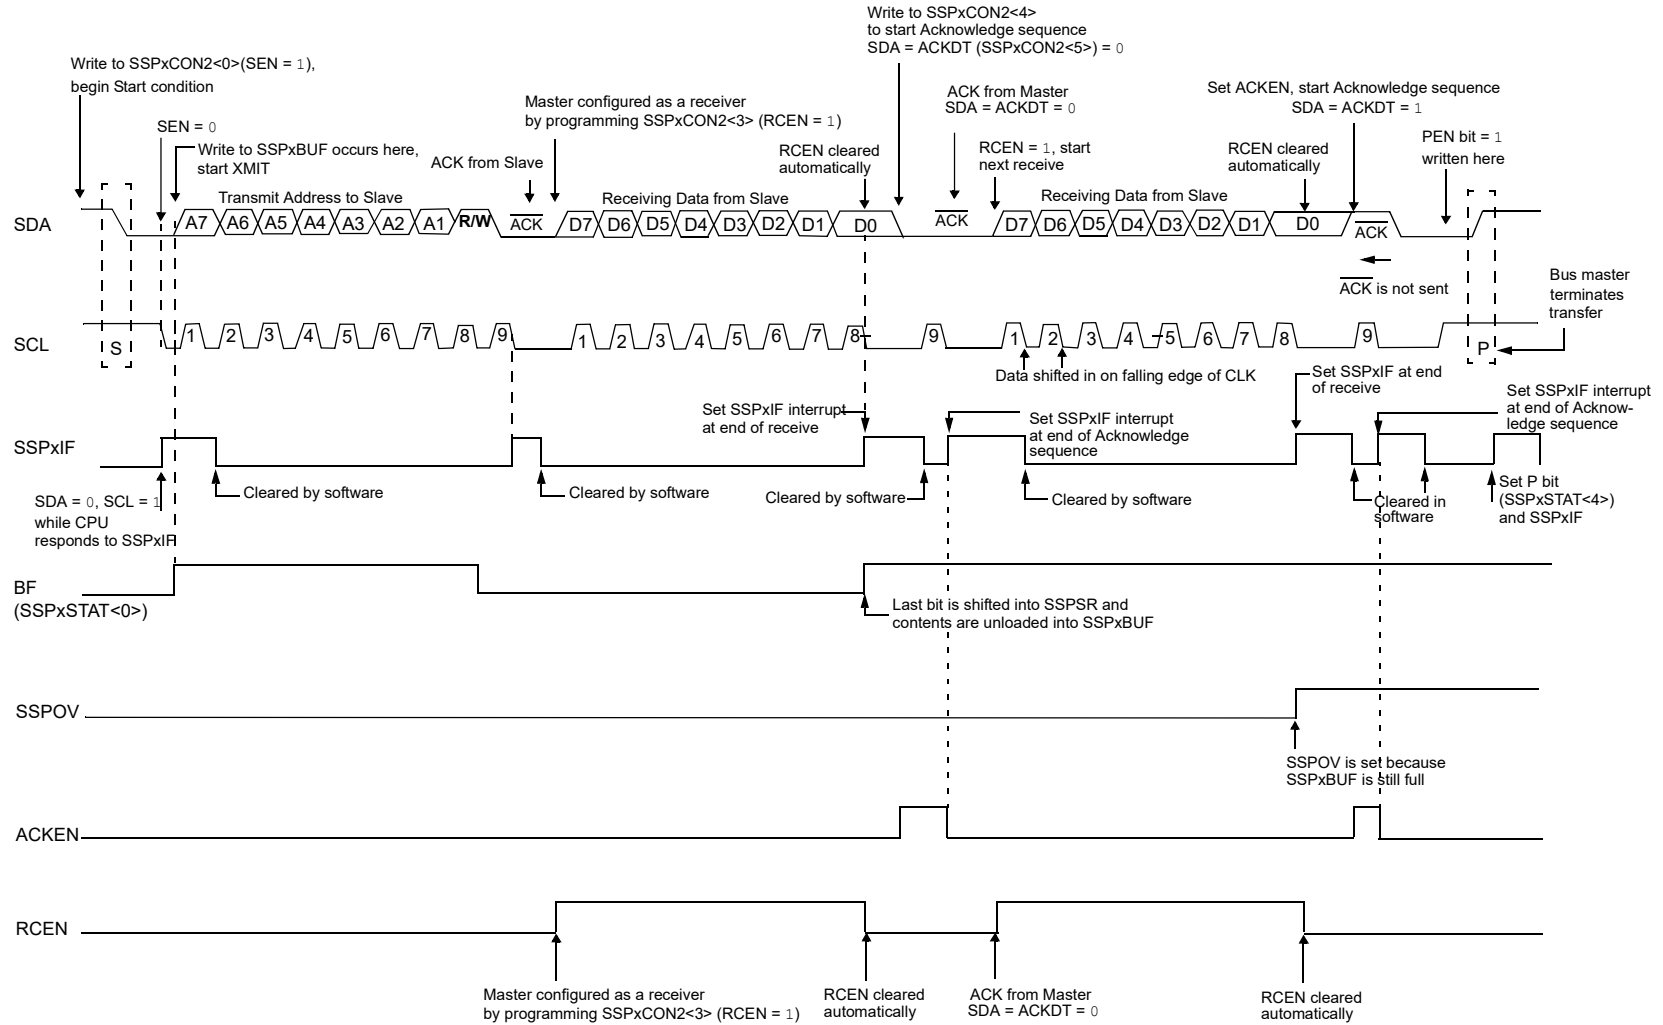 Write to SSPxCON2<4>
to start Acknowledge sequence
SDA = ACKDT (SSPxCON2<5>) = 0
Write to SSPxCON2<0>(SEN = 1),
begin Start condition
ACK from Master
SDA = ACKDT = 0
Set ACKEN, start Acknowledge sequence
SDA = ACKDT = 1
Master configured as a receiver
by programming SSPxCON2<3> (RCEN = 1)
SEN = 0
PEN bit = 1
written here
Write to SSPxBUF occurs here,
start XMIT
ACK from Slave
RCEN cleared
automatically
RCEN = 1, start
next receive
RCEN cleared
automatically
Transmit Address to Slave
Receiving Data from Slave
Receiving Data from Slave
SDA A7 A6 A5 A4 A3 A2 A1 R/W ACK D7 D6 D5 D4 D3 D2 D1 D0 ACK D7 D6 D5 D4 D3 D2 D1 D0 ACK
ACK is not sent
Bus master
terminates
transfer
SCL S 1 2 3 4 5 6 7 8 9 1 2 3 4 5 6 7 8 9 1 2 3 4 5 6 7 8 9 P
Data shifted in on falling edge of CLK
Set SSPxIF at end
of receive
Set SSPxIF interrupt
at end of Acknow-
ledge sequence
Set SSPxIF interrupt
at end of receive
Set SSPxIF interrupt
at end of Acknowledge
sequence
SSPxIF
SDA = 0, SCL = 1
while CPU
responds to SSPxIF
Cleared by software
Cleared by software
Cleared by software
Cleared by software
Cleared in
software
Set P bit
(SSPxSTAT<4>)
and SSPxIF
BF
(SSPxSTAT<0>)
Last bit is shifted into SSPSR and
contents are unloaded into SSPxBUF
SSPOV
SSPOV is set because
SSPxBUF is still full
ACKEN
RCEN
Master configured as a receiver
by programming SSPxCON2<3> (RCEN = 1)
RCEN cleared
automatically
ACK from Master
SDA = ACKDT = 0
RCEN cleared
automatically